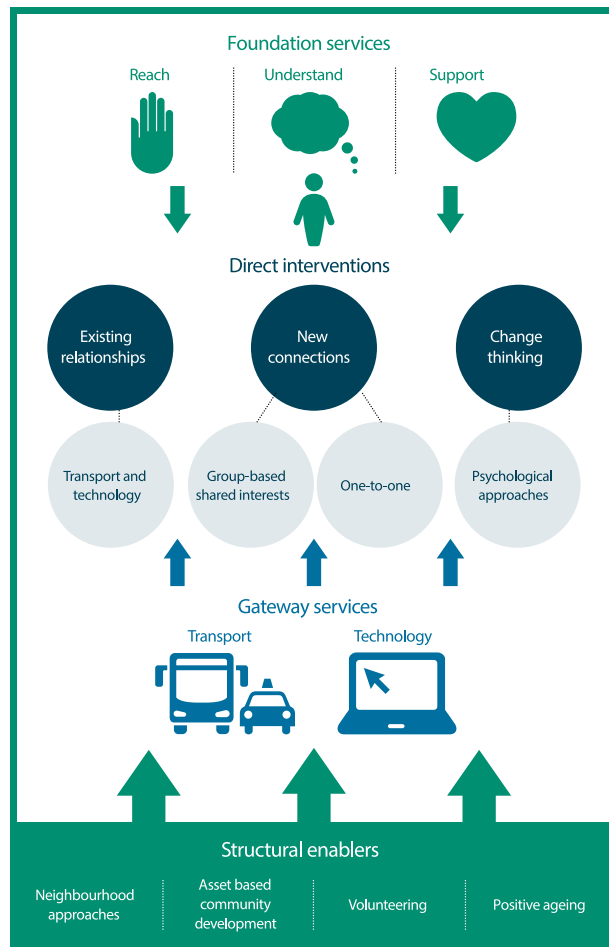 Foundation services
Reach
Understand
Support
Direct interventions
Existing
relationships
New
connections
Change
thinking
Transport and
technology
Group-based
shared interests
One-to-one
Psychological
approaches
Gateway services
Transport
Technology
Structural enablers
Neighbourhood
approaches
Asset based
community
development
Volunteering
Positive ageing